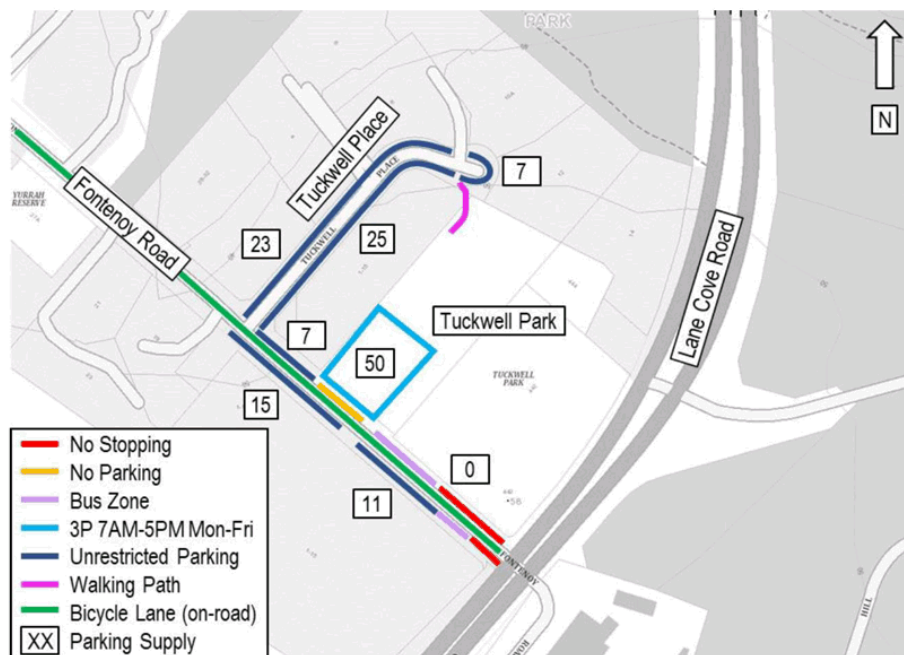 PARK
N
Tuckwell Place
PLACE
7
Fontenoy Road
YURRAH
RESERVE
23
TUCKWELL
25
Lane Cove Road
Tuckwell Park
7
50
TUCKWELL
PARK
15
0
11
56
FONTENOY
ROAD
HILL
No Stopping
No Parking
Bus Zone
3P 7AM-5PM Mon-Fri
Unrestricted Parking
Walking Path
Bicycle Lane (on-road)
XX Parking Supply